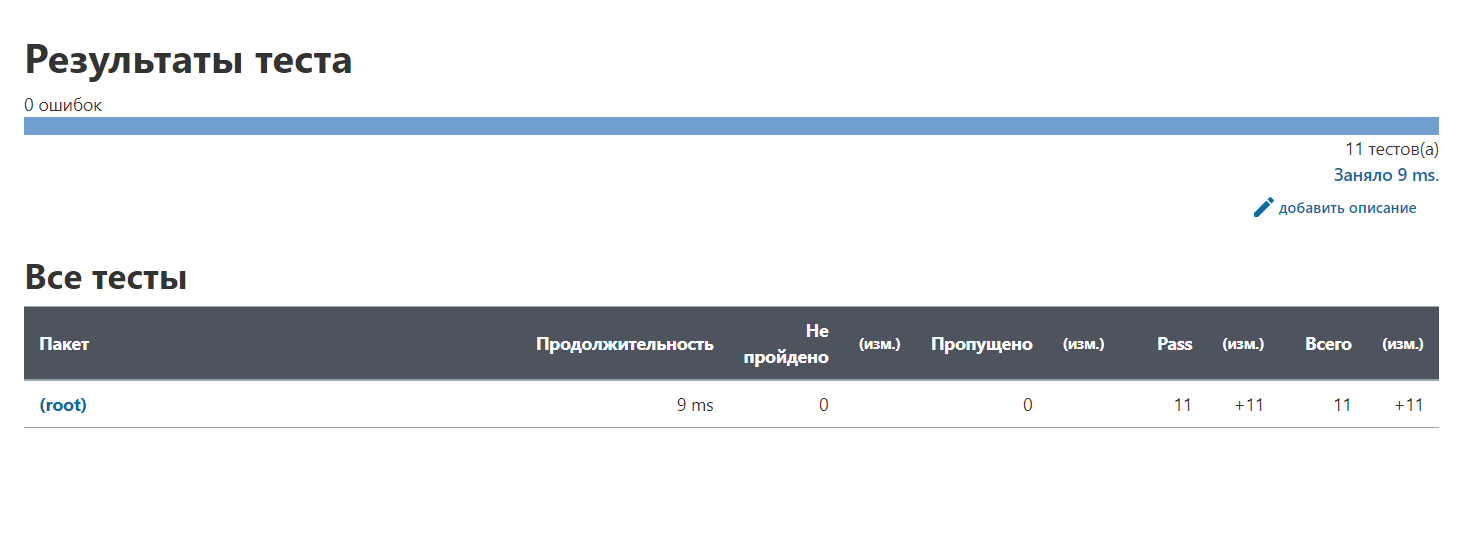 Результаты теста
0 ошибок
11 тестов(а)
Заняло 9 ms.
добавить описание
Все тесты
Пакет Продолжительность Не пройдено (изм.) Пропущено (изм.) Pass (изм.) Всего (изм.)
(root) 9 ms 0 0 11 +11 11 +11